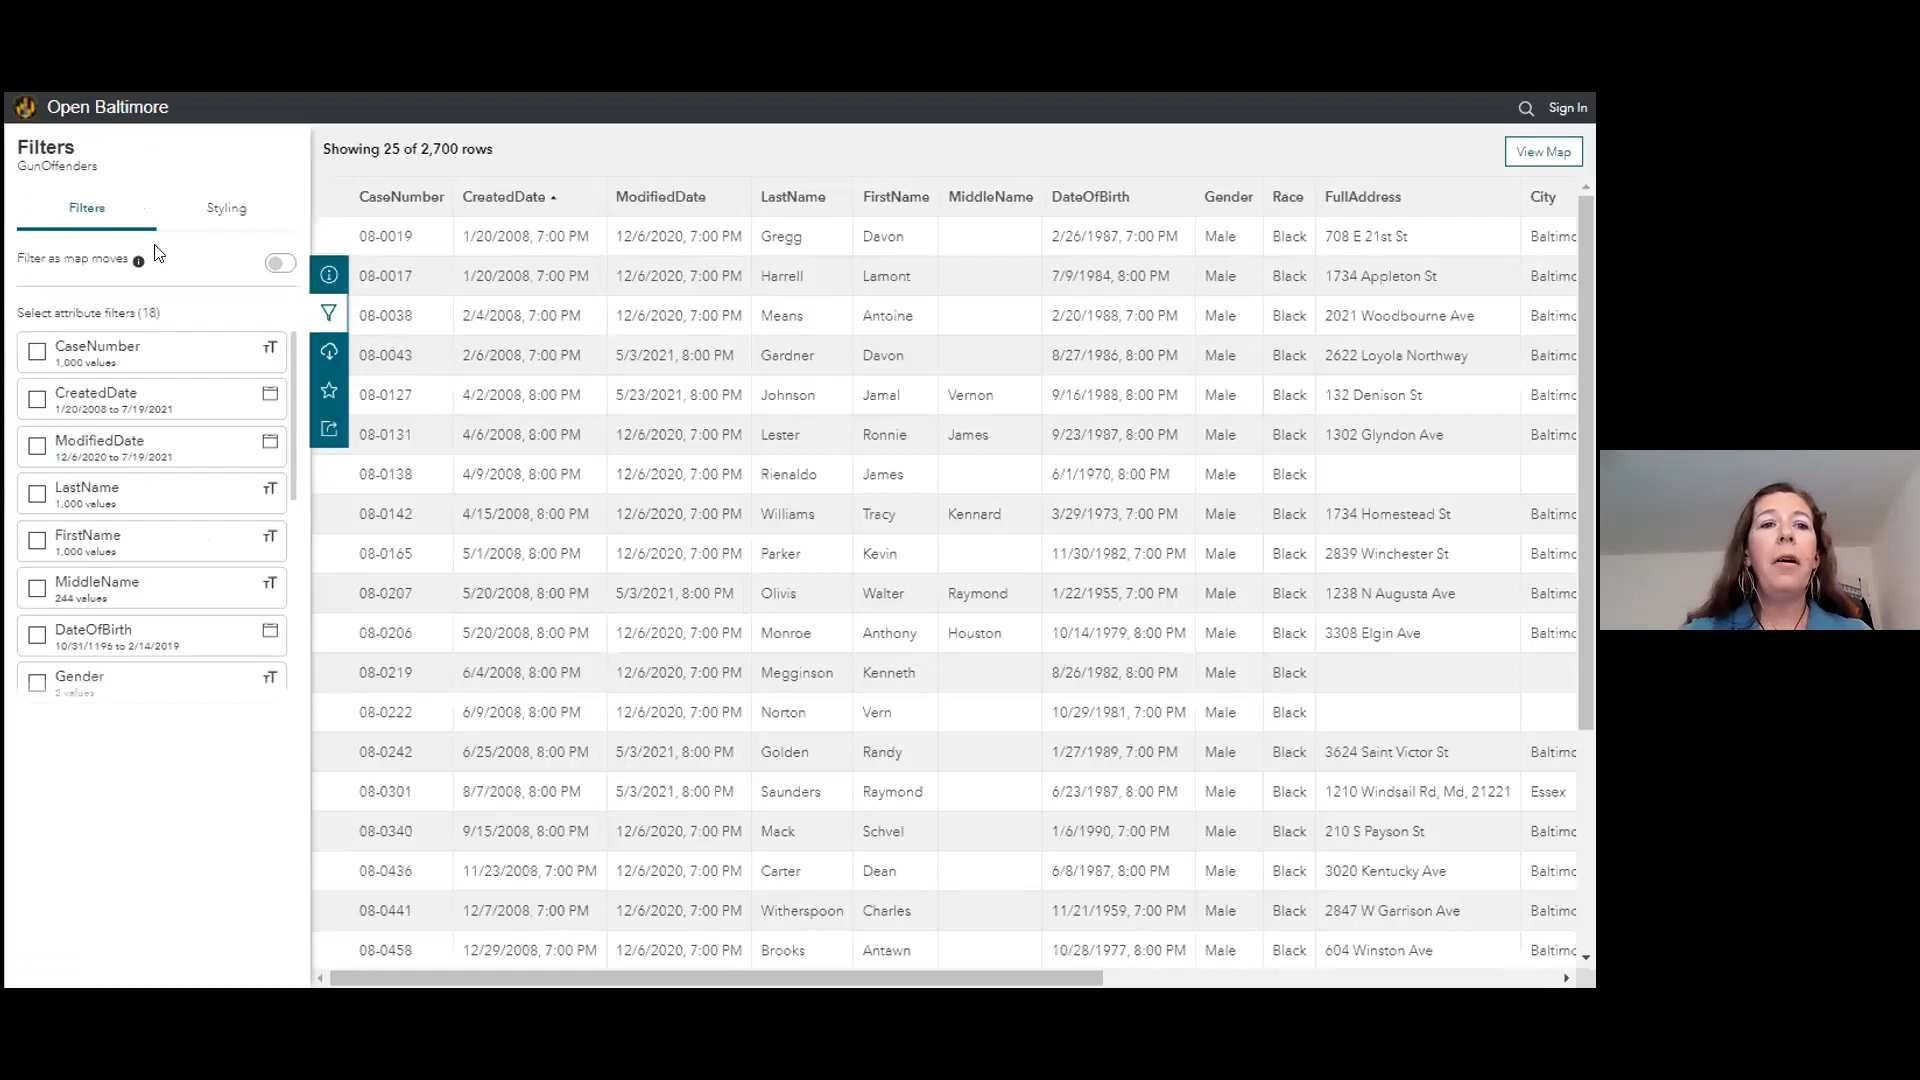 Open Baltimore
Sign In
Filters
GunOffenders
Filters Styling
Filter as map moves
Select attribute filters (18)
CaseNumber
1,000 values
CreatedDate
1/20/2008 to 7/19/2021
ModifiedDate
12/6/2020 to 7/19/2021
LastName
1,000 values
FirstName
1,000 values
MiddleName
244 values
DateOfBirth
10/31/1196 to 2/14/2019
Gender
2 values
Showing 25 of 2,700 rows
View Map
CaseNumber CreatedDate ModifiedDate LastName FirstName MiddleName DateOfBirth Gender Race FullAddress City
08-0019 1/20/2008, 7:00 PM 12/6/2020, 7:00 PM Gregg Davon 2/26/1987, 7:00 PM Male Black 708 E 21st St Baltimc
08-0017 1/20/2008, 7:00 PM 12/6/2020, 7:00 PM Harrell Lamont 7/9/1984, 8:00 PM Male Black 1734 Appleton St Baltimc
08-0038 2/4/2008, 7:00 PM 12/6/2020, 7:00 PM Means Antoine 2/20/1988, 7:00 PM Male Black 2021 Woodbourne Ave Baltimc
08-0043 2/6/2008, 7:00 PM 5/3/2021, 8:00 PM Gardner Davon 8/27/1986, 8:00 PM Male Black 2622 Loyola Northway Baltimc
08-0127 4/2/2008, 8:00 PM 5/23/2021, 8:00 PM Johnson Jamal Vernon 9/16/1988, 8:00 PM Male Black 132 Denison St Baltimc
08-0131 4/6/2008, 8:00 PM 12/6/2020, 7:00 PM Lester Ronnie James 9/23/1987, 8:00 PM Male Black 1302 Glyndon Ave Baltimc
08-0138 4/9/2008, 8:00 PM 12/6/2020, 7:00 PM Rienaldo James 6/1/1970, 8:00 PM Male Black
08-0142 4/15/2008, 8:00 PM 12/6/2020, 7:00 PM Williams Tracy Kennard 3/29/1973, 7:00 PM Male Black 1734 Homestead St Baltimc
08-0165 5/1/2008, 8:00 PM 12/6/2020, 7:00 PM Parker Kevin 11/30/1982, 7:00 PM Male Black 2839 Winchester St Baltimc
08-0207 5/20/2008, 8:00 PM 5/3/2021, 8:00 PM Olivis Walter Raymond 1/22/1955, 7:00 PM Male Black 1238 N Augusta Ave Baltimc
08-0206 5/20/2008, 8:00 PM 12/6/2020, 7:00 PM Monroe Anthony Houston 10/14/1979, 8:00 PM Male Black 3308 Elgin Ave Baltimc
08-0219 6/4/2008, 8:00 PM 12/6/2020, 7:00 PM Megginson Kenneth 8/26/1982, 8:00 PM Male Black
08-0222 6/9/2008, 8:00 PM 12/6/2020, 7:00 PM Norton Vern 10/29/1981, 7:00 PM Male Black
08-0242 6/25/2008, 8:00 PM 5/3/2021, 8:00 PM Golden Randy 1/27/1989, 7:00 PM Male Black 3624 Saint Victor St Baltimc
08-0301 8/7/2008, 8:00 PM 5/3/2021, 8:00 PM Saunders Raymond 6/23/1987, 8:00 PM Male Black 1210 Windsail Rd, Md, 21221 Essex
08-0340 9/15/2008, 8:00 PM 12/6/2020, 7:00 PM Mack Schvel 1/6/1990, 7:00 PM Male Black 210 S Payson St Baltimc
08-0436 11/23/2008, 7:00 PM 12/6/2020, 7:00 PM Carter Dean 6/8/1987, 8:00 PM Male Black 3020 Kentucky Ave Baltimc
08-0441 12/7/2008, 7:00 PM 12/6/2020, 7:00 PM Witherspoon Charles 11/21/1959, 7:00 PM Male Black 2847 W Garrison Ave Baltimc
08-0458 12/29/2008, 7:00 PM 12/6/2020, 7:00 PM Brooks Antawn 10/28/1977, 8:00 PM Male Black 604 Winston Ave Baltimc